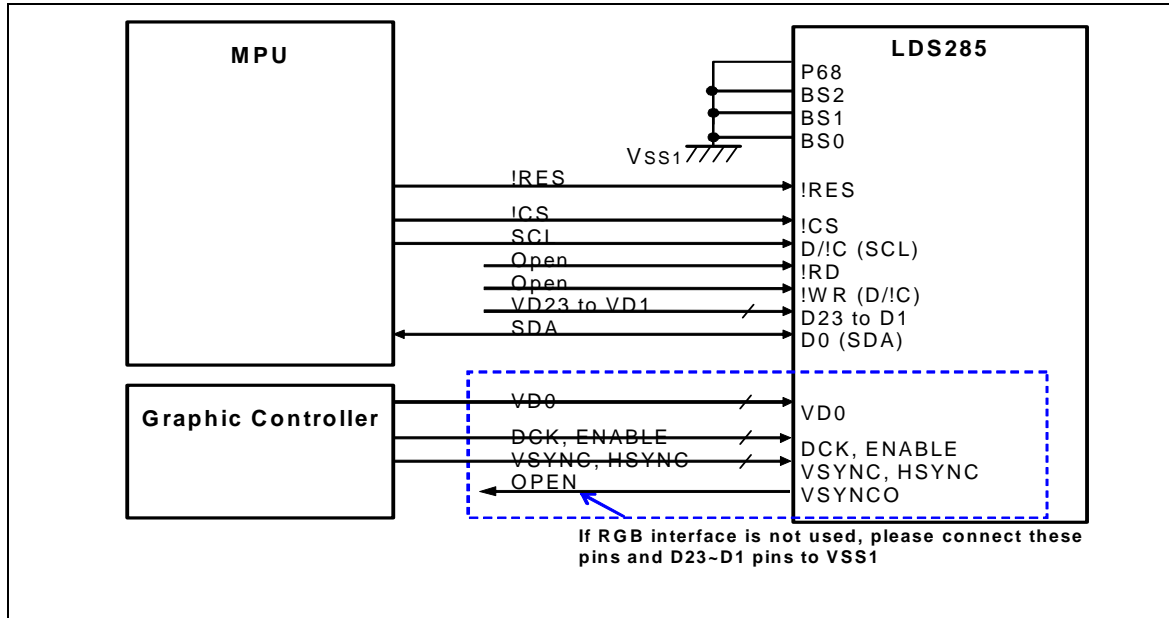 MPU
LDS285
P68
BS2
BS1
BS0
VSS1
!RES
!RES
!CS
!CS
SCL
D/!C (SCL)
Open
!RD
Open
!WR (D/!C)
VD23 to VD1
D23 to D1
SDA
D0 (SDA)
Graphic Controller
VD0
VD0
DCK, ENABLE
DCK, ENABLE
VSYNC, HSYNC
VSYNC, HSYNC
OPEN
VSYNCO
If RGB interface is not used, please connect these
pins and D23~D1 pins to VSS1